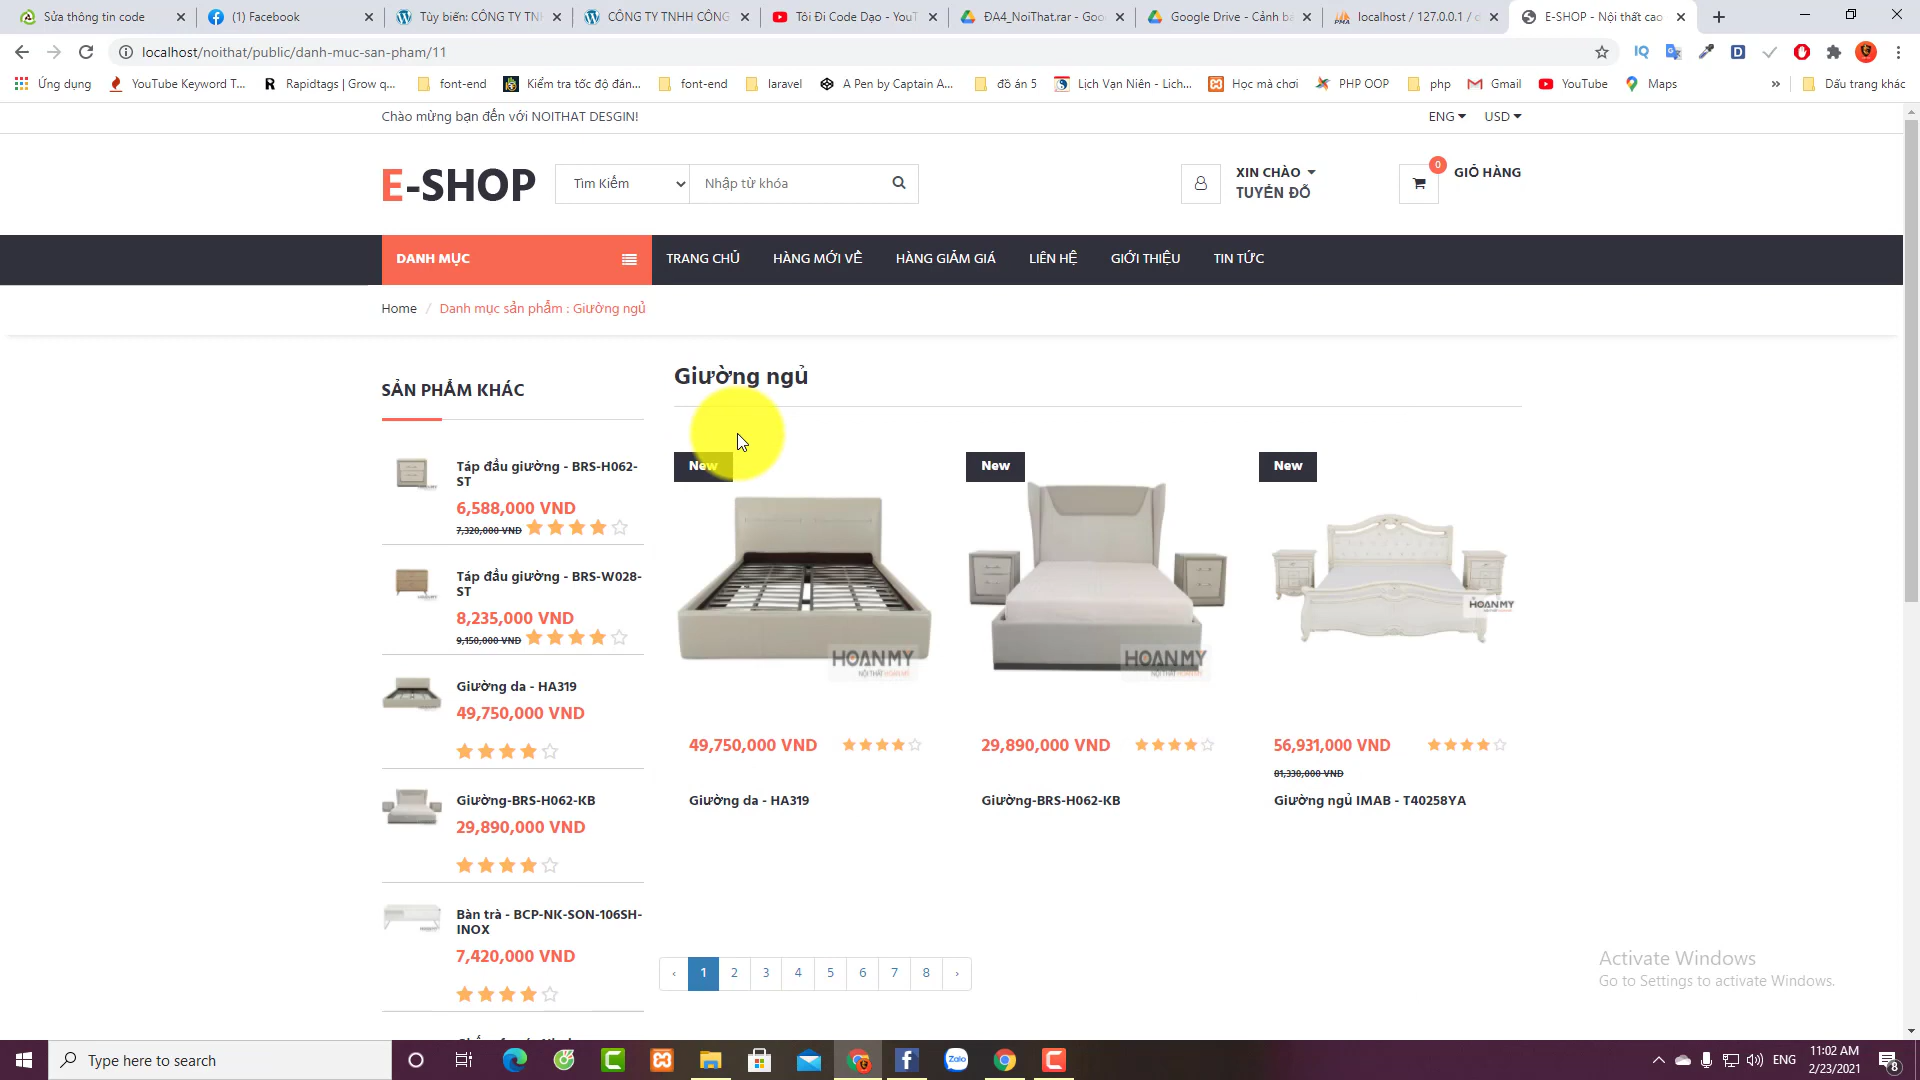 Sửa thông tin code
(1) Facebook
Tùy biến: CÔNG TY TN
CÔNG TY TNHH CÔNG
Tôi Đi Code Dạo - YouT
ĐA4_NoiThat.rar - Goo
Google Drive - Cảnh bá
localhost / 127.0.0.1 / d
E-SHOP - Nội thất cao
localhost/noithat/public/danh-muc-san-pham/11
Ứng dụng
YouTube Keyword T...
Rapidtags | Grow q...
font-end
Kiểm tra tốc độ đán...
font-end
laravel
A Pen by Captain A...
đồ án 5
Lịch Vạn Niên - Lịch...
Học mà chơi
PHP OOP
php
Gmail
YouTube
Maps
»
Dấu trang khác
Chào mừng bạn đến với NOITHAT DESGIN!
ENG
USD
E-SHOP
Tìm Kiếm
Nhập từ khóa
XIN CHÀO
TUYỂN ĐỖ
0
GIỎ HÀNG
DANH MỤC
TRANG CHỦ
HÀNG MỚI VỀ
HÀNG GIẢM GIÁ
LIÊN HỆ
GIỚI THIỆU
TIN TỨC
Home / Danh mục sản phẩm : Giường ngủ
SẢN PHẨM KHÁC
Táp đầu giường - BRS-H062-
ST
6,588,000 VND
7,320,000 VND
Táp đầu giường - BRS-W028-
ST
8,235,000 VND
9,150,000 VND
Giường da - HA319
49,750,000 VND
Giường-BRS-H062-KB
29,890,000 VND
Bàn trà - BCP-NK-SON-106SH-
INOX
7,420,000 VND
Giường ngủ
New
HOANMY
NỘI THẤT HOÀN MỸ
49,750,000 VND
Giường da - HA319
New
HOANMY
NỘI THẤT HOÀN MỸ
29,890,000 VND
Giường-BRS-H062-KB
New
HOANMY
56,931,000 VND
81,330,000 VND
Giường ngủ IMAB - T40258YA
‹ 1 2 3 4 5 6 7 8 ›
Activate Windows
Go to Settings to activate Windows.
Type here to search
Zalo
ENG
11:02 AM
2/23/2021
8